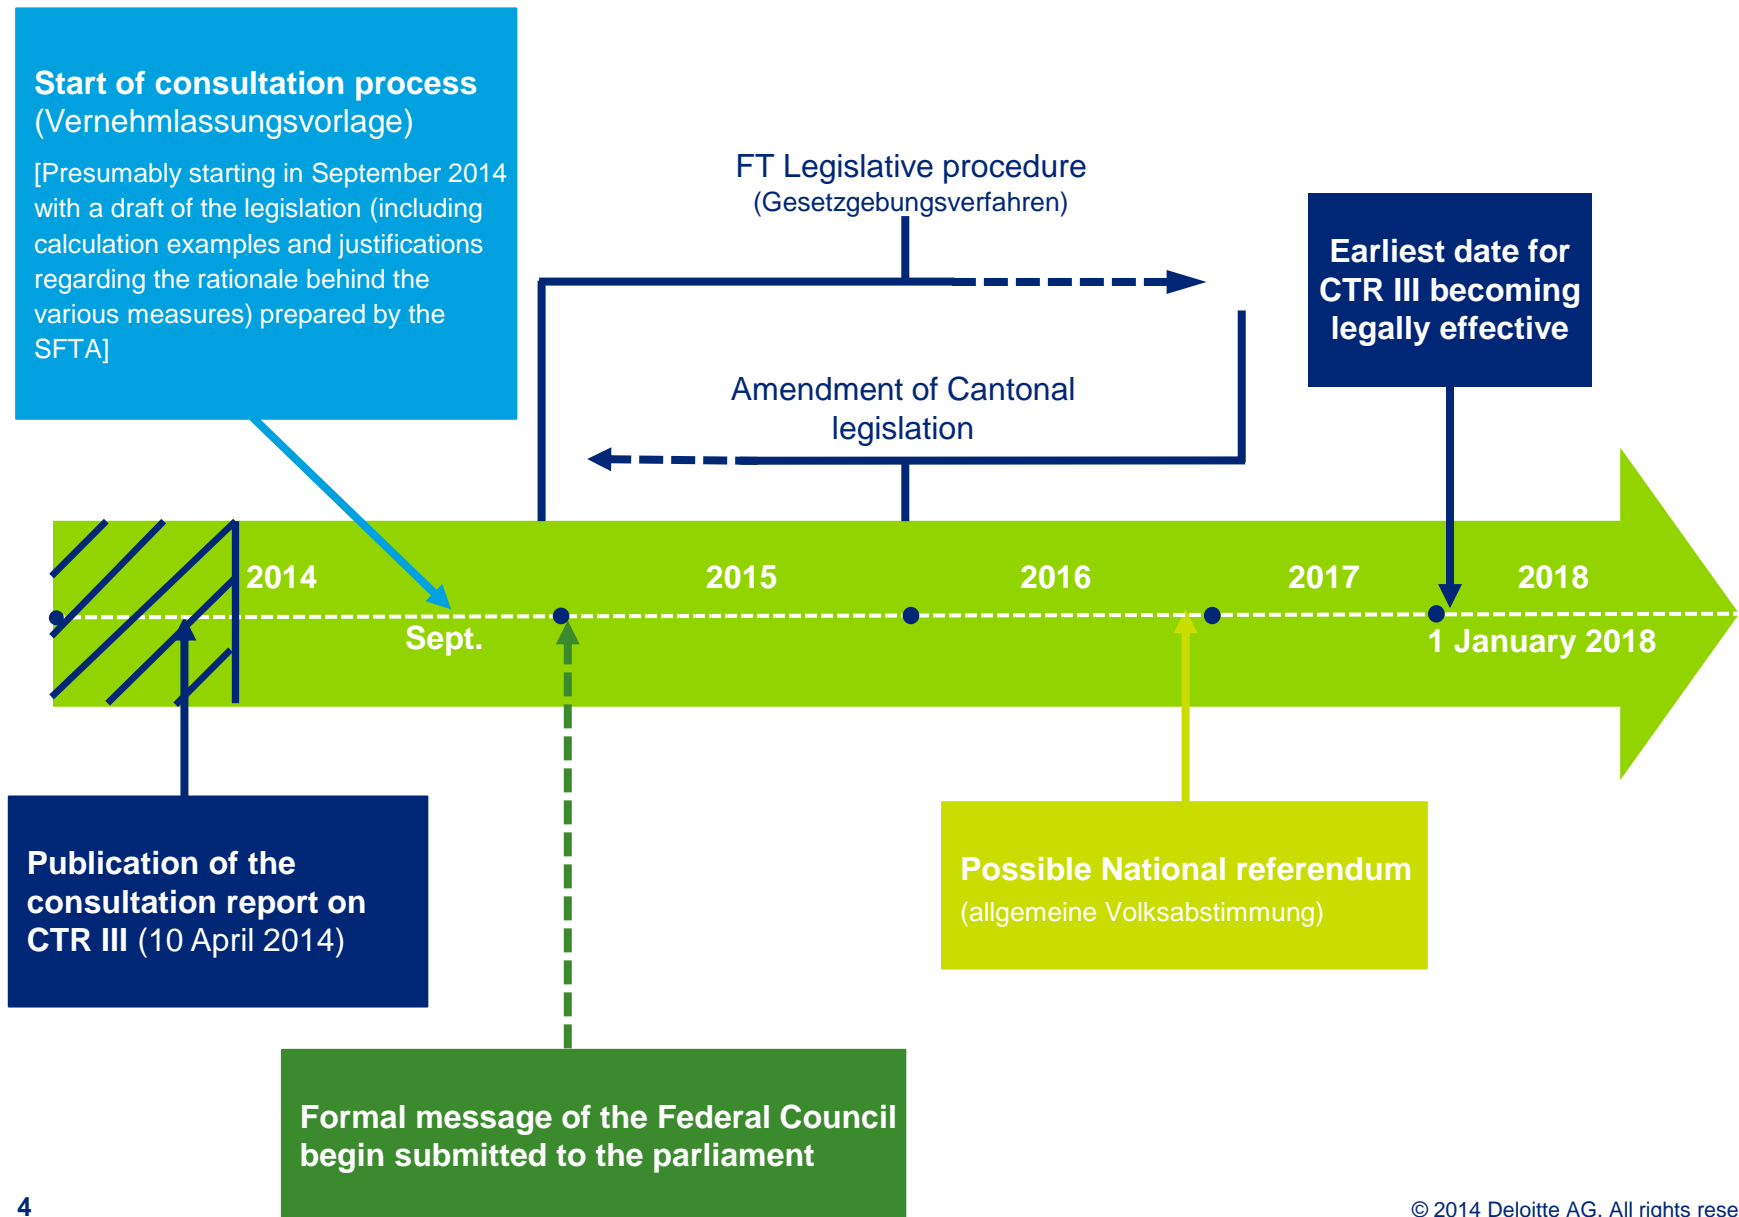 Start of consultation process
(Vernehmlassungsvorlage)
[Presumably starting in September 2014
with a draft of the legislation (including
calculation examples and justifications
regarding the rationale behind the
various measures) prepared by the
SFTA]
FT Legislative procedure
(Gesetzgebungsverfahren)
Earliest date for
CTR III becoming
legally effective
Amendment of Cantonal
legislation
2014
2015
2016
2017
2018
Sept.
1 January 2018
Publication of the
consultation report on
CTR III (10 April 2014)
Possible National referendum
(allgemeine Volksabstimmung)
Formal message of the Federal Council
begin submitted to the parliament
4
© 2014 Deloitte AG. All rights rese